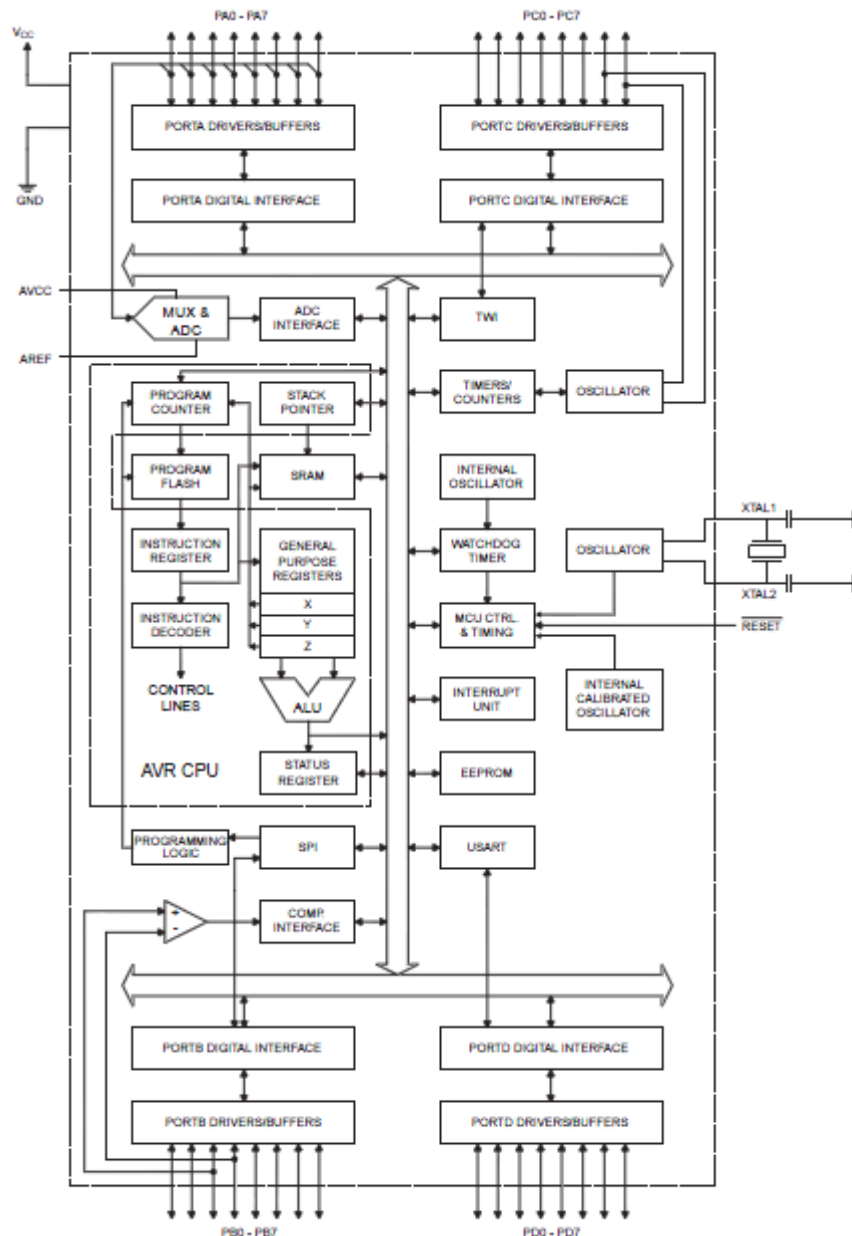 PA0 - PA7
PC0 - PC7
VCC
PORTA DRIVERS/BUFFERS
PORTC DRIVERS/BUFFERS
GND
PORTA DIGITAL INTERFACE
PORTC DIGITAL INTERFACE
AVCC
MUX &
ADC
ADC
INTERFACE
TWI
AREF
PROGRAM
COUNTER
STACK
POINTER
TIMERS/
COUNTERS
OSCILLATOR
PROGRAM
FLASH
SRAM
INTERNAL
OSCILLATOR
XTAL1
INSTRUCTION
REGISTER
GENERAL
PURPOSE
REGISTERS
WATCHDOG
TIMER
OSCILLATOR
XTAL2
X
INSTRUCTION
DECODER
Y
MCU CTRL.
& TIMING
RESET
Z
CONTROL
LINES
ALU
INTERRUPT
UNIT
INTERNAL
CALIBRATED
OSCILLATOR
AVR CPU
STATUS
REGISTER
EEPROM
PROGRAMMING
LOGIC
SPI
USART
+
-
COMP.
INTERFACE
PORTB DIGITAL INTERFACE
PORTD DIGITAL INTERFACE
PORTB DRIVERS/BUFFERS
PORTD DRIVERS/BUFFERS
PB0 - PB7
PD0 - PD7